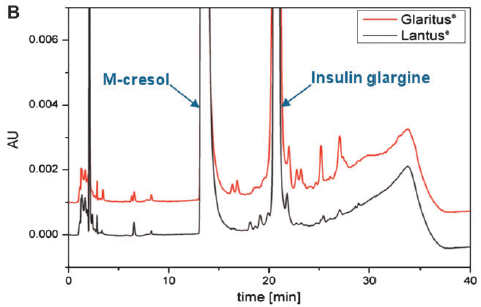 B
Glaritus®
Lantus®
0.006
M-cresol
Insulin glargine
0.004
AU
0.002
0.000
0 10 20 30 40
time [min]